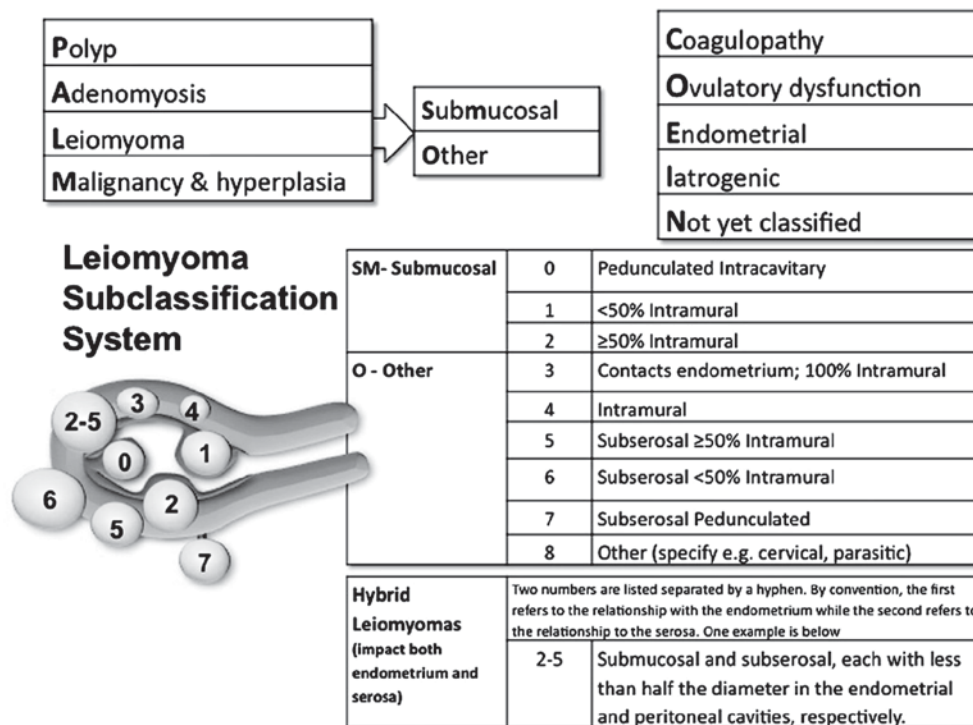 Polyp
Adenomyosis
Leiomyoma
Malignancy & hyperplasia
Submucosal
Other
Coagulopathy
Ovulatory dysfunction
Endometrial
Iatrogenic
Not yet classified
Leiomyoma
Subclassification
System
2-5
3
4
0
1
6
2
5
7
SM- Submucosal
0 Pedunculated Intracavitary
1 <50% Intramural
2 ≥50% Intramural
O - Other
3 Contacts endometrium; 100% Intramural
4 Intramural
5 Subserosal ≥50% Intramural
6 Subserosal <50% Intramural
7 Subserosal Pedunculated
8 Other (specify e.g. cervical, parasitic)
Hybrid
Leiomyomas
(impact both
endometrium and
serosa)
Two numbers are listed separated by a hyphen. By convention, the first
refers to the relationship with the endometrium while the second refers to
the relationship to the serosa. One example is below
2-5 Submucosal and subserosal, each with less
than half the diameter in the endometrial
and peritoneal cavities, respectively.